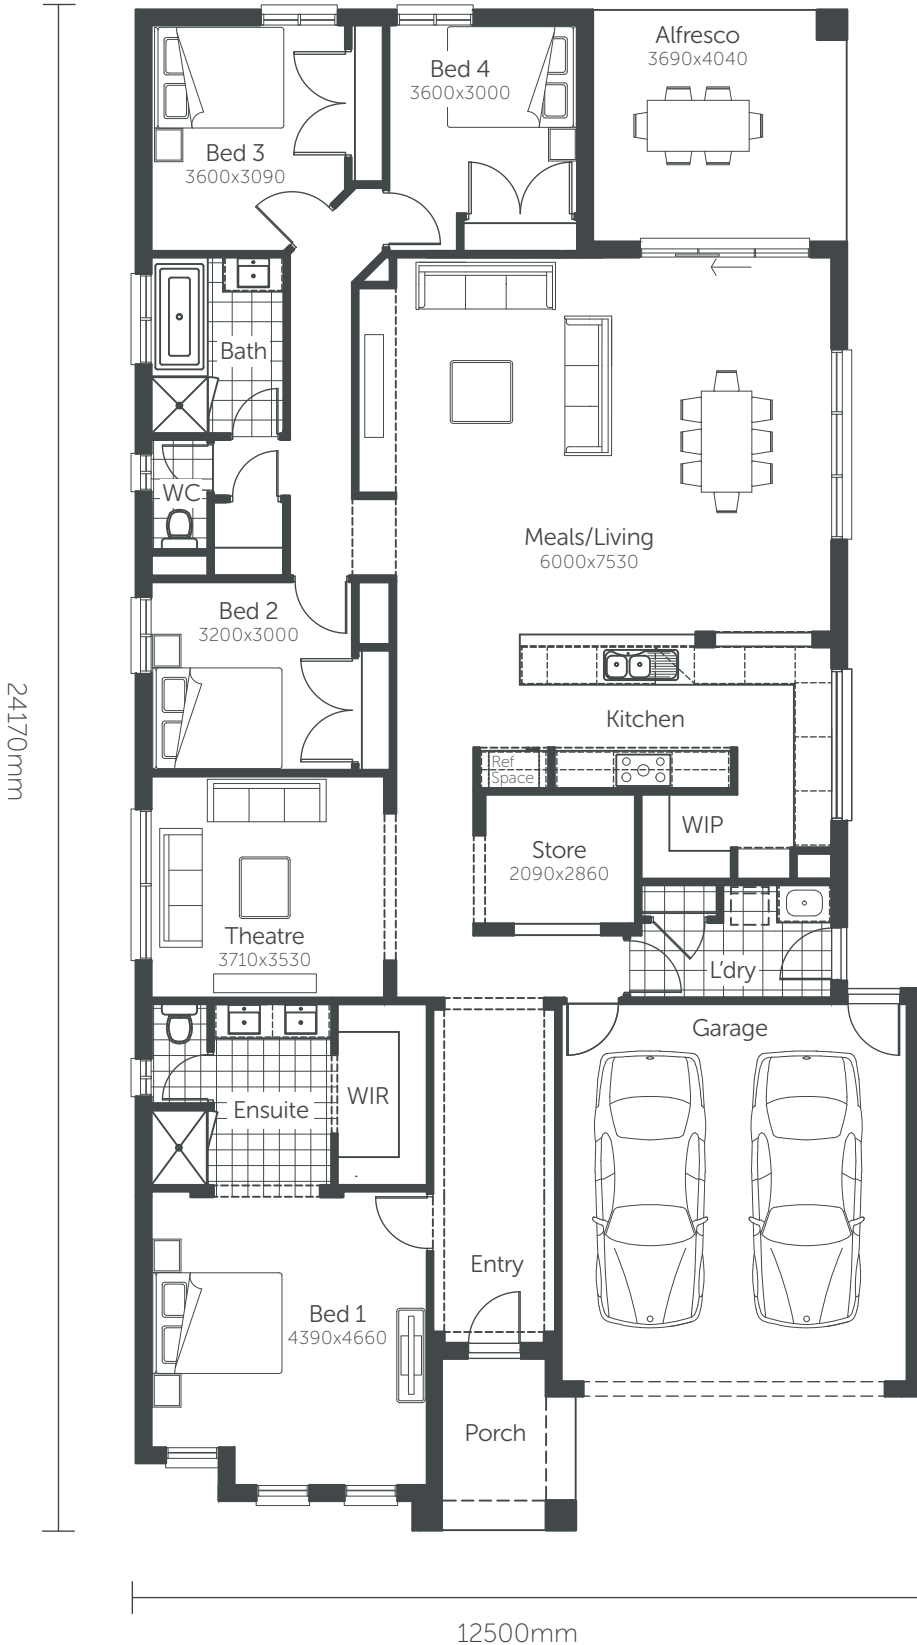 Alfresco
3690x4040
Bed 4
3600x3000
Bed 3
3600x3090
Bath
WC
Meals/Living
6000x7530
Bed 2
3200x3000
24170mm
Kitchen
Ref
Space
WIP
Store
2090x2860
Theatre
3710x3530
L'dry
Garage
WIR
Ensuite
Entry
Bed 1
4390x4660
Porch
12500mm